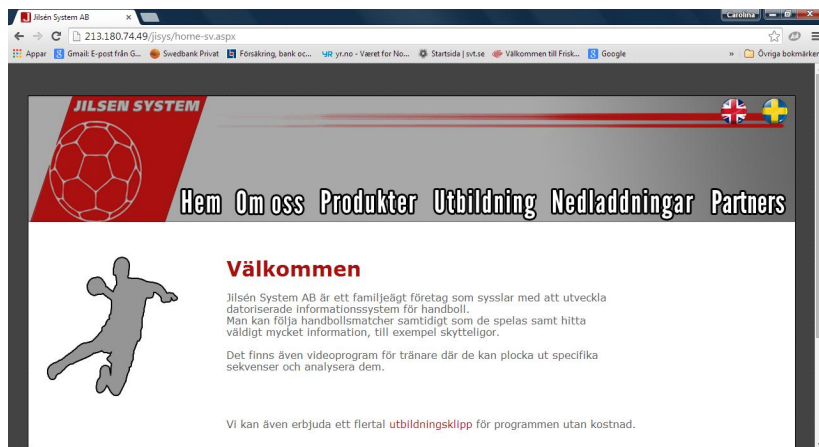 Jilsén System AB
Carolina
213.180.74.49/jisys/home-sv.aspx
Appar Gmail: E-post från G... Swedbank Privat Försäkring, bank oc... yr.no - Været for No... Startsida | svt.se Välkommen till Frisk... Google » Övriga bokmärken
JILSEN SYSTEM
Hem Om oss Produkter Utbildning Nedladdningar Partners
Välkommen
Jilsén System AB är ett familjeägt företag som sysslar med att utveckla
datoriserade informationssystem för handboll.
Man kan följa handbollsmatcher samtidigt som de spelas samt hitta
väldigt mycket information, till exempel skytteligor.
Det finns även videoprogram för tränare där de kan plocka ut specifika
sekvenser och analysera dem.
Vi kan även erbjuda ett flertal utbildningsklipp för programmen utan kostnad.